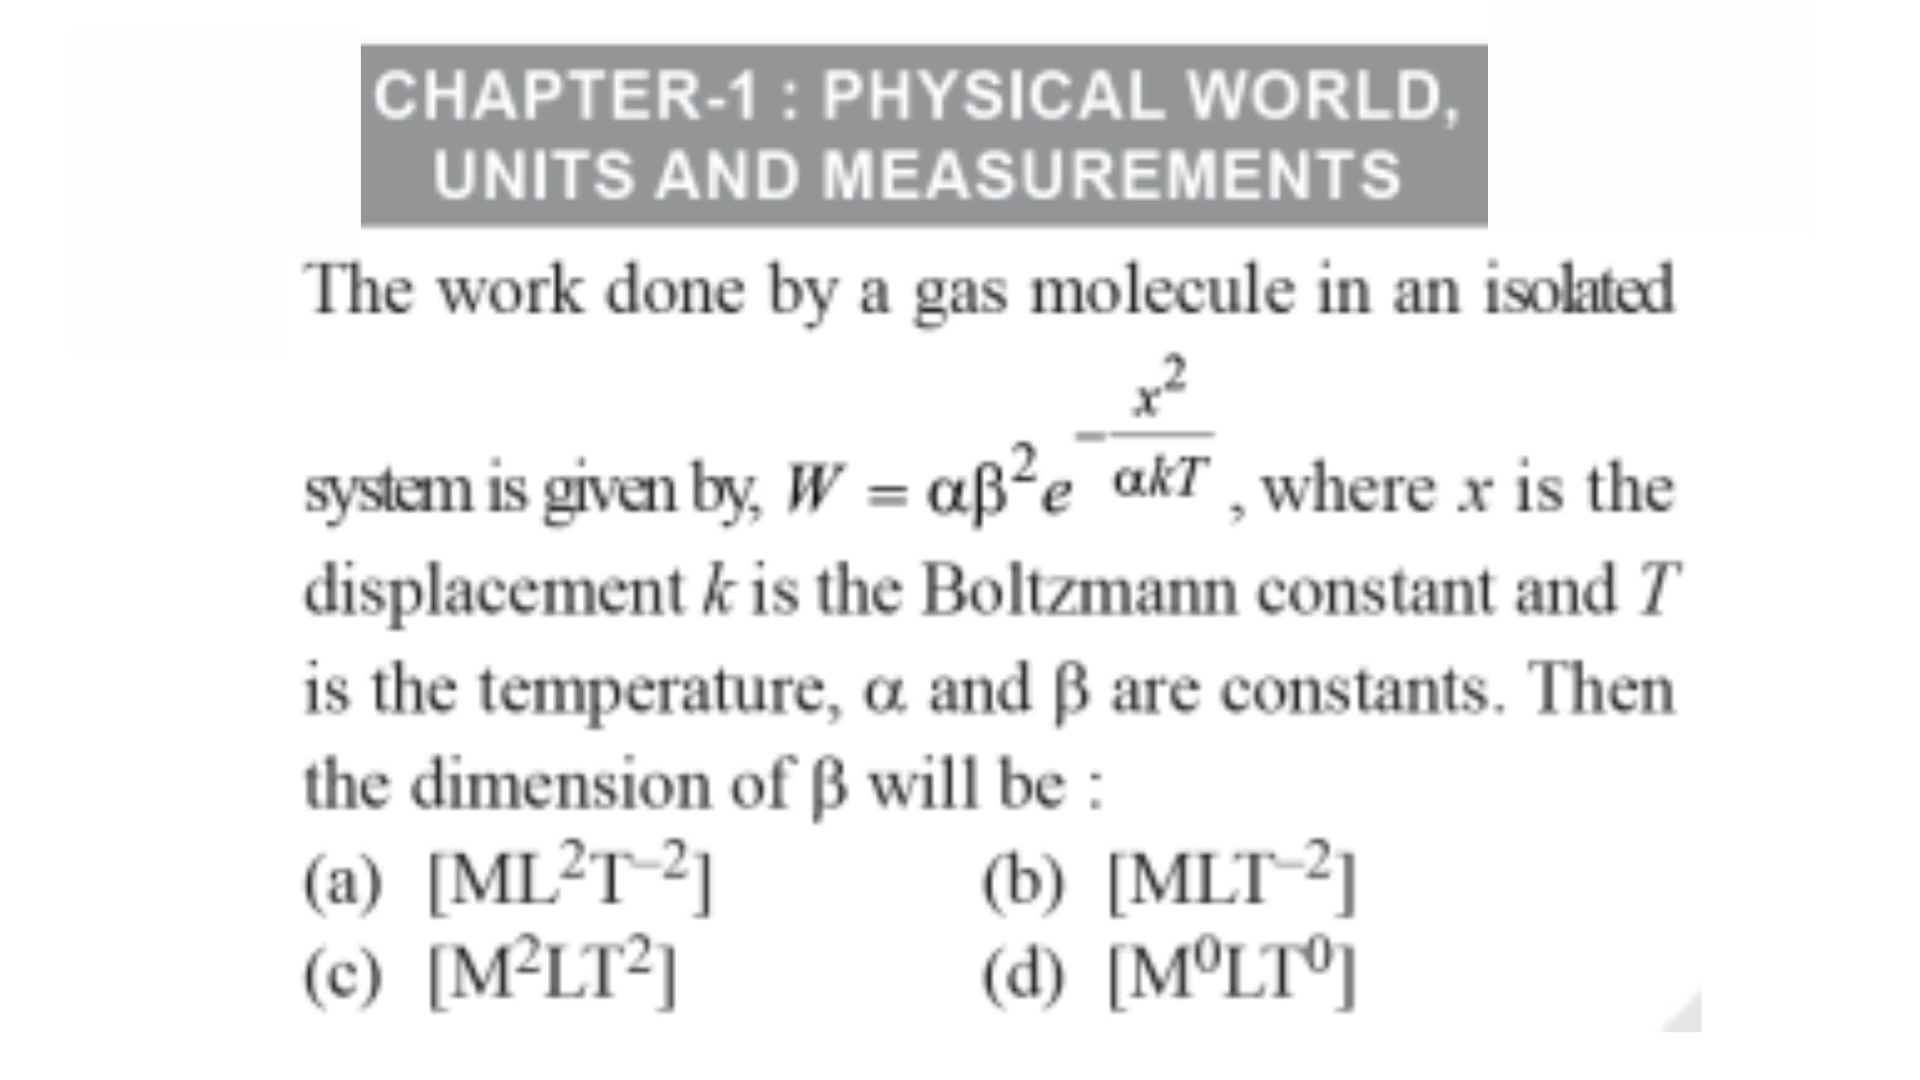 CHAPTER-1 : PHYSICAL WORLD,
UNITS AND MEASUREMENTS
The work done by a gas molecule in an isolated
system is given by, W = αβ²e^(-x²/αkT), where x is the
displacement k is the Boltzmann constant and T
is the temperature, α and β are constants. Then
the dimension of β will be :
(a) [ML²T⁻²] (b) [MLT⁻²]
(c) [M²LT²] (d) [M⁰LT⁰]